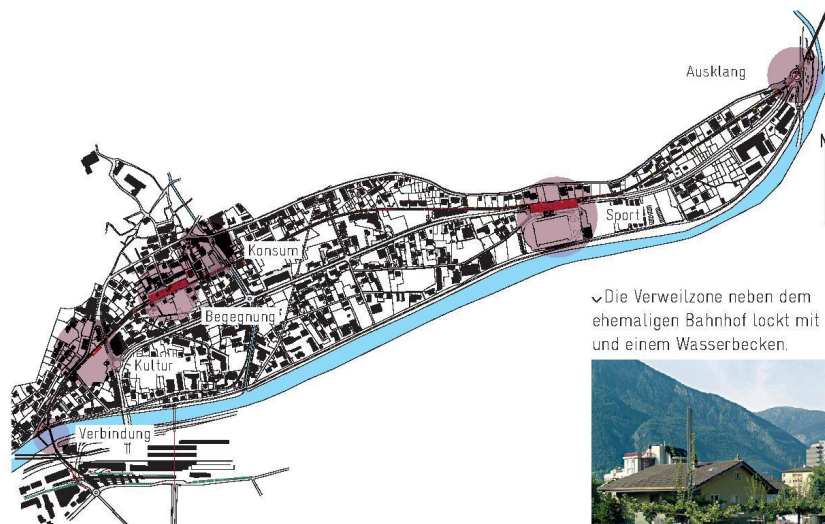 Ausklang
Sport
Konsum
Begegnung
Kultur
Verbindung
Die Verweilzone neben dem
ehemaligen Bahnhof lockt mit
und einem Wasserbecken.